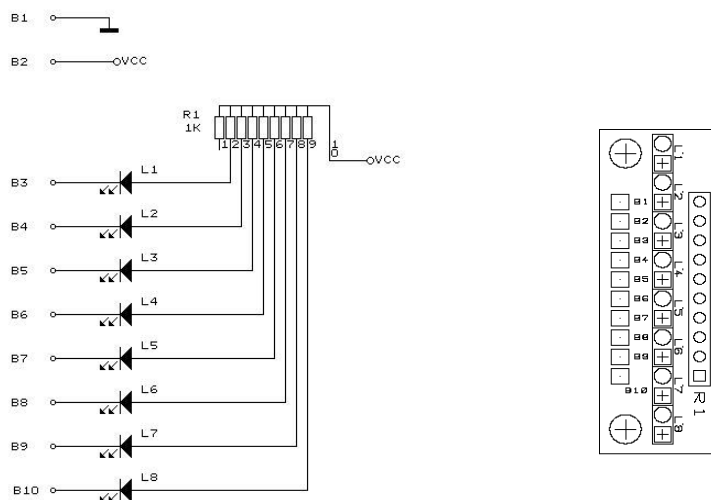 B1
B2 VCC
R1
1K
1 2 3 4 5 6 7 8 9 10
VCC
B3 L1
B4 L2
B5 L3
B6 L4
B7 L5
B8 L6
B9 L7
B10 L8
L1
L2
B1
B2
L3
B3
B4
L4
B5
B6
L5
B7
B8
L6
B9
L7
B10
R1
L8